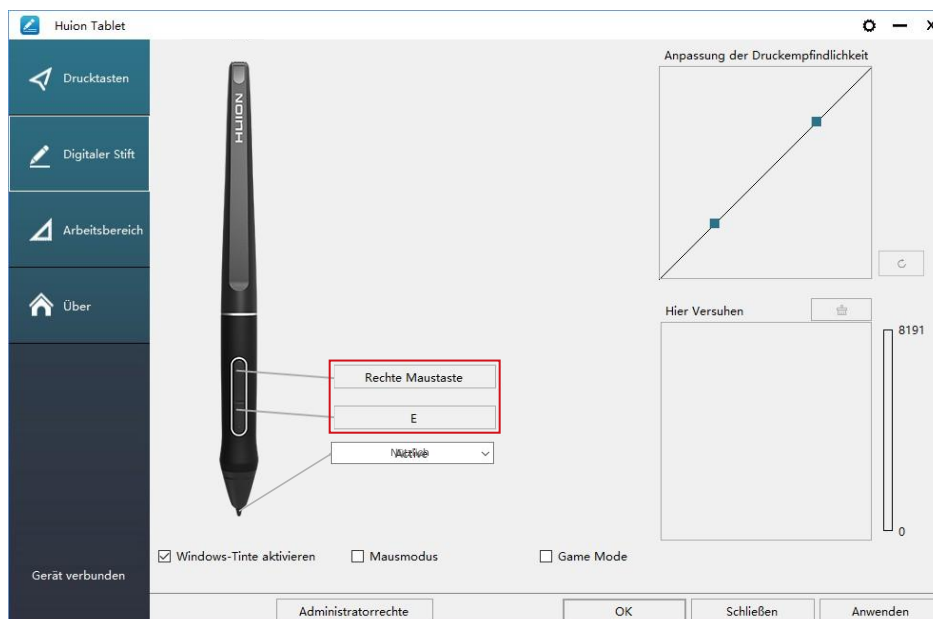 Huion Tablet
Drucktasten
Digitaler Stift
Arbeitsbereich
Über
Gerät verbunden
HUION
Rechte Maustaste
E
Active
Windows-Tinte aktivieren
Mausmodus
Game Mode
Anpassung der Druckempfindlichkeit
Hier Versuhen
8191
0
Administratorrechte
OK
Schließen
Anwenden